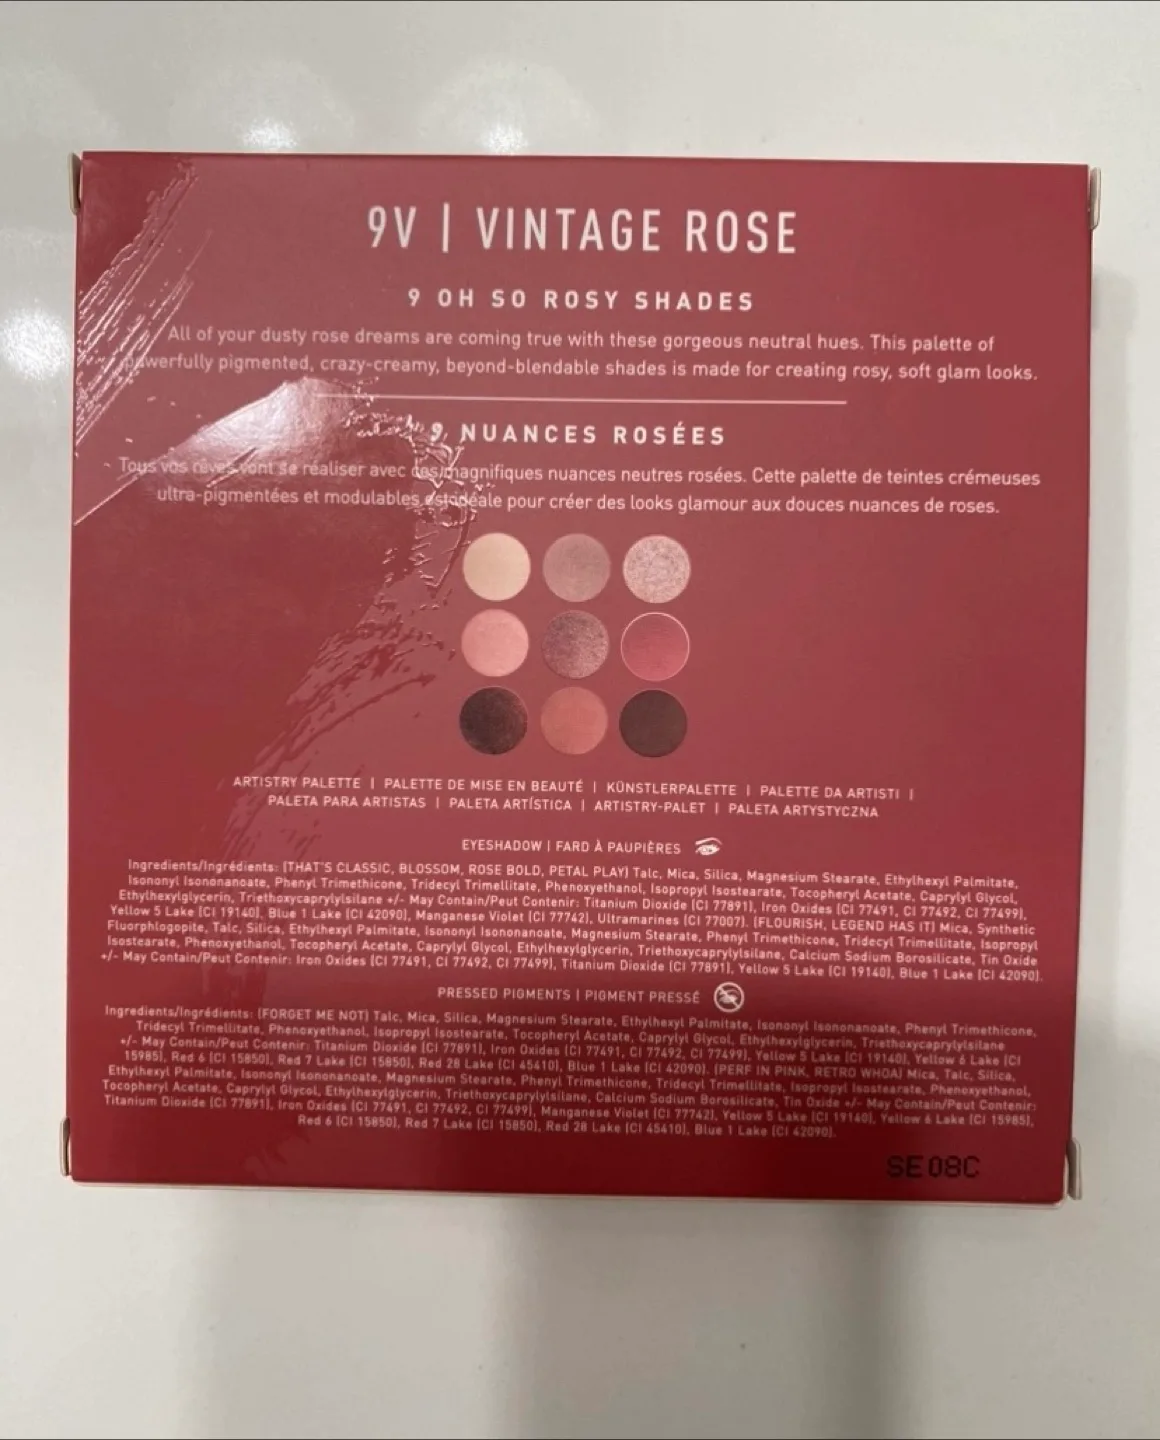 9V | VINTAGE ROSE
9 OH SO ROSY SHADES
All of your dusty rose dreams are coming true with these gorgeous neutral hues. This palette of
powerfully pigmented, crazy-creamy, beyond-blendable shades is made for creating rosy, soft glam looks.
9 NUANCES ROSÉES
Tous vos rêves vont se réaliser avec ces magnifiques nuances neutres rosées. Cette palette de teintes crémeuses
ultra-pigmentées et modulables est idéale pour créer des looks glamour aux douces nuances de roses.
ARTISTRY PALETTE | PALETTE DE MISE EN BEAUTÉ | KÜNSTLERPALETTE | PALETTE DA ARTISTI |
PALETA PARA ARTISTAS | PALETA ARTÍSTICA | ARTISTRY-PALET | PALETA ARTYSTYCZNA
EYESHADOW | FARD À PAUPIÈRES
Ingredients/Ingrédients: (THAT'S CLASSIC, BLOSSOM, ROSE BOLD, PETAL PLAY) Talc, Mica, Silica, Magnesium Stearate, Ethylhexyl Palmitate,
Isononyl Isononanoate, Phenyl Trimethicone, Tridecyl Trimellitate, Phenoxyethanol, Isopropyl Isostearate, Tocopheryl Acetate, Caprylyl Glycol,
Ethylhexylglycerin, Triethoxycaprylylsilane +/- May Contain/Peut Contenir: Titanium Dioxide (CI 77891), Iron Oxides (CI 77491, CI 77492, CI 77499),
Yellow 5 Lake (CI 19140), Blue 1 Lake (CI 42090), Manganese Violet (CI 77742), Ultramarines (CI 77007). (FLOURISH, LEGEND HAS IT) Mica, Synthetic
Fluorphlogopite, Talc, Silica, Ethylhexyl Palmitate, Isononyl Isononanoate, Magnesium Stearate, Phenyl Trimethicone, Tridecyl Trimellitate, Isopropyl
Isostearate, Phenoxyethanol, Tocopheryl Acetate, Caprylyl Glycol, Ethylhexylglycerin, Triethoxycaprylylsilane, Calcium Sodium Borosilicate, Tin Oxide
+/- May Contain/Peut Contenir: Iron Oxides (CI 77491, CI 77492, CI 77499), Titanium Dioxide (CI 77891), Yellow 5 Lake (CI 19140), Blue 1 Lake (CI 42090).
PRESSED PIGMENTS | PIGMENT PRESSÉ
Ingredients/Ingrédients: (FORGET ME NOT) Talc, Mica, Silica, Magnesium Stearate, Ethylhexyl Palmitate, Isononyl Isononanoate, Phenyl Trimethicone,
Tridecyl Trimellitate, Phenoxyethanol, Isopropyl Isostearate, Tocopheryl Acetate, Caprylyl Glycol, Ethylhexylglycerin, Triethoxycaprylylsilane
+/- May Contain/Peut Contenir: Titanium Dioxide (CI 77891), Iron Oxides (CI 77491, CI 77492, CI 77499), Yellow 5 Lake (CI 19140), Yellow 6 Lake (CI
15985), Red 6 (CI 15850), Red 7 Lake (CI 15850), Red 28 Lake (CI 45410), Blue 1 Lake (CI 42090). (PERF IN PINK, RETRO WHOA) Mica, Talc, Silica,
Ethylhexyl Palmitate, Isononyl Isononanoate, Magnesium Stearate, Phenyl Trimethicone, Tridecyl Trimellitate, Isopropyl Isostearate, Phenoxyethanol,
Tocopheryl Acetate, Caprylyl Glycol, Ethylhexylglycerin, Triethoxycaprylylsilane, Calcium Sodium Borosilicate, Tin Oxide +/- May Contain/Peut Contenir:
Titanium Dioxide (CI 77891), Iron Oxides (CI 77491, CI 77492, CI 77499), Manganese Violet (CI 77742), Yellow 5 Lake (CI 19140), Yellow 6 Lake (CI 15985),
Red 6 (CI 15850), Red 7 Lake (CI 15850), Red 28 Lake (CI 45410), Blue 1 Lake (CI 42090).
SE08C